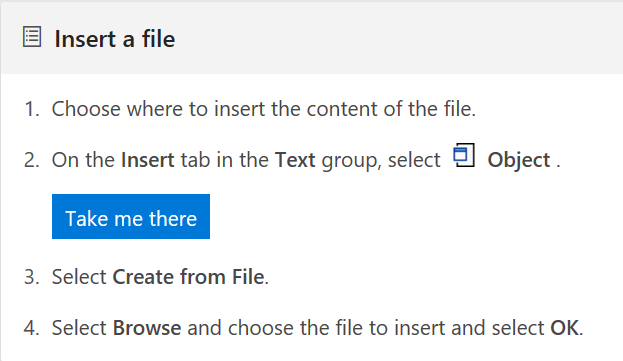 Insert a file
1. Choose where to insert the content of the file.
2. On the Insert tab in the Text group, select Object .
Take me there
3. Select Create from File.
4. Select Browse and choose the file to insert and select OK.